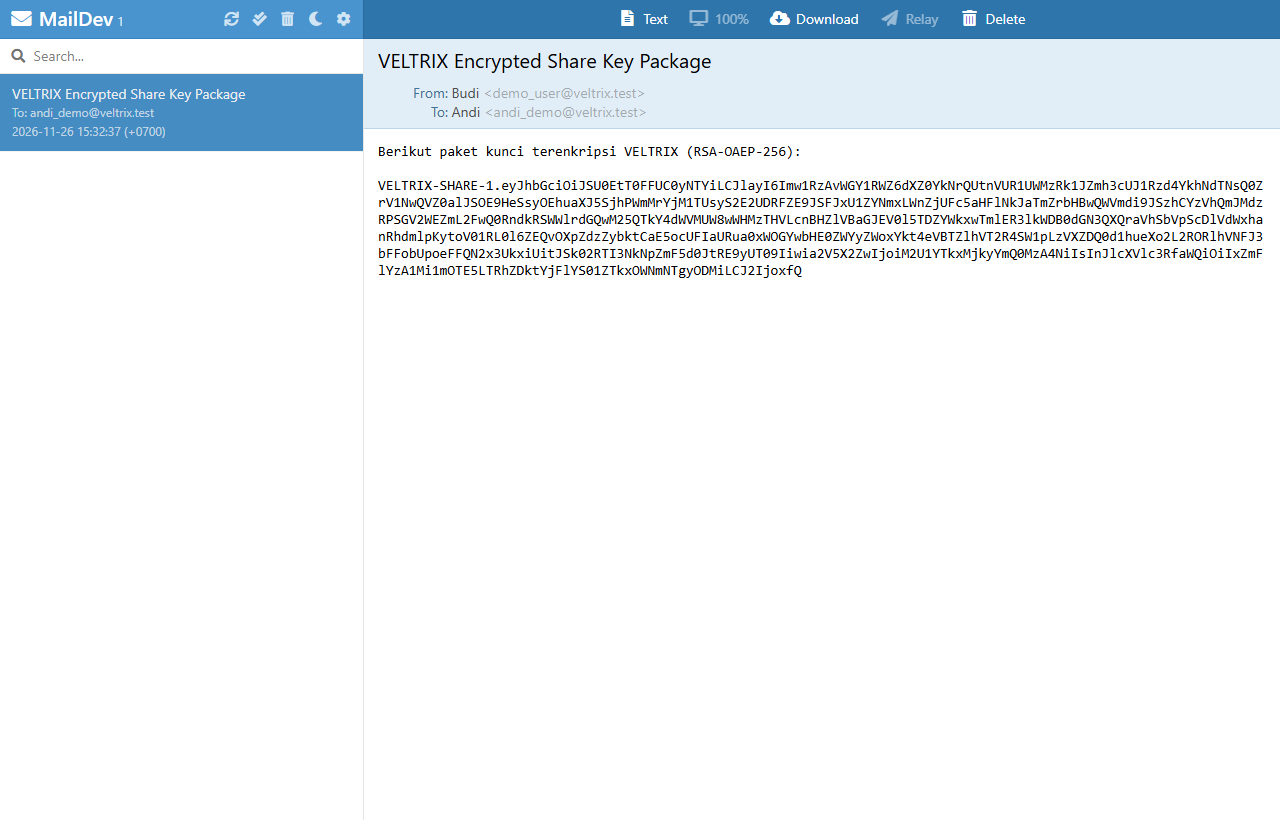 MailDev 1
Text
100%
Download
Relay
Delete
Search...
VELTRIX Encrypted Share Key Package
To: andi_demo@veltrix.test
2026-11-26 15:32:37 (+0700)
VELTRIX Encrypted Share Key Package
From: Budi <demo_user@veltrix.test>
To: Andi <andi_demo@veltrix.test>
Berikut paket kunci terenkripsi VELTRIX (RSA-OAEP-256):
VELTRIX-SHARE-1.eyJhbGciOiJSU0EtT0FFUC0yNTYiLCJlayI6Imw1RzAvWGY1RWZ6dXZ0YkNrQUtnVUR1UWMzRk1JZmh3cUJ1Rzd4YkhNdTNsQ0Z
rV1NwQVZ0alJSOE9HeSsyOEhuaXJ5SjhPWmMrYjM1TUsyS2E2UDRFZE9JSFJxU1ZYNmxLWnZjUFc5aHFlNkJaTmZrbHBwQWVmdi9JSzhCYzVhQmJMdz
RPSGV2WEZmL2FwQ0RndkRSWWlrdGQwM25QTkY4dWVMUW8wWHMzTHVLcnBHZlVBaGJEV0l5TDZYWkxwTmlER3lkWDB0dGN3QXQraVhSbVpScDlVdWxha
nRhdmlpKytoV01RL0l6ZEQvOXpZdzZybktCaE5ocUFIaURua0xWOGYwbHE0ZWYyZWoxYkt4eVBTZlhVT2R4SW1pLzVXZDQ0d1hueXo2L2RORlhVNFJ3
bFFobUpoeFFQN2x3UkxiUitJSk02RTI3NkNpZmF5d0JtRE9yUT09Iiwia2V5X2ZwIjoiM2U1YTkxMjkyYmQ0MzA4NiIsInJlcXVlc3RfaWQiOiIxZmF
lYzA1Mi1mOTE5LTRhZDktYjFlYS01ZTkxOWNmNTgyODMiLCJ2IjoxfQ